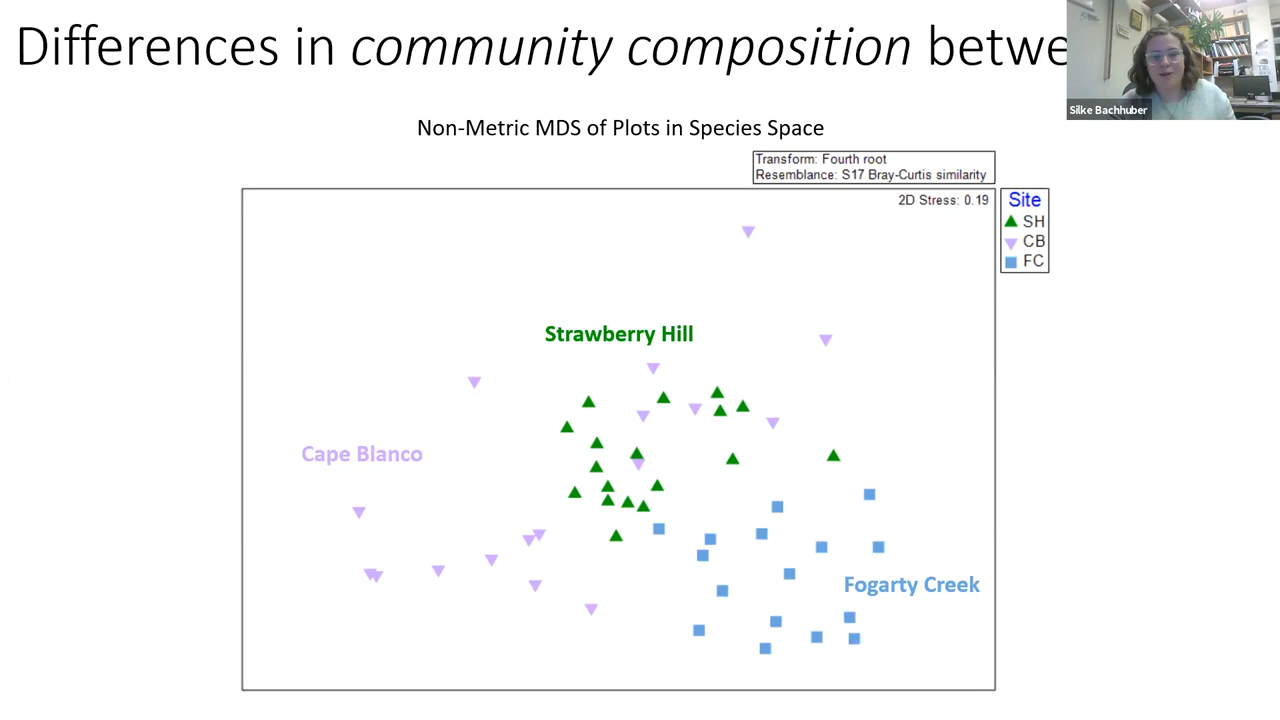 Differences in community composition betwe
Silke Bachhuber
Non-Metric MDS of Plots in Species Space
Transform: Fourth root
Resemblance: S17 Bray-Curtis similarity
2D Stress: 0.19
Site
SH
CB
FC
Strawberry Hill
Cape Blanco
Fogarty Creek